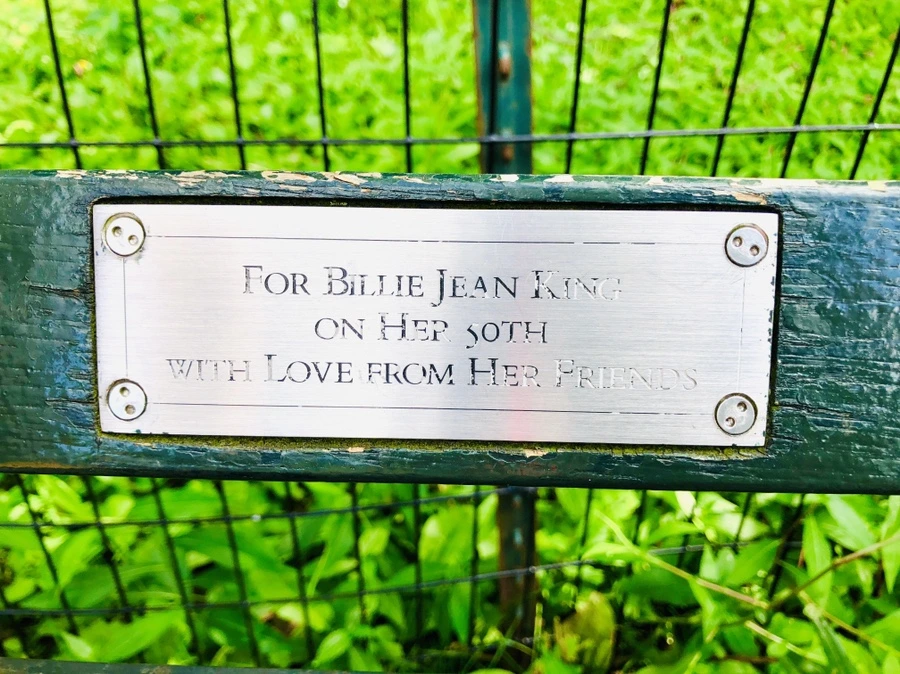 For Billie Jean King
on Her 50th
with Love from Her Friends